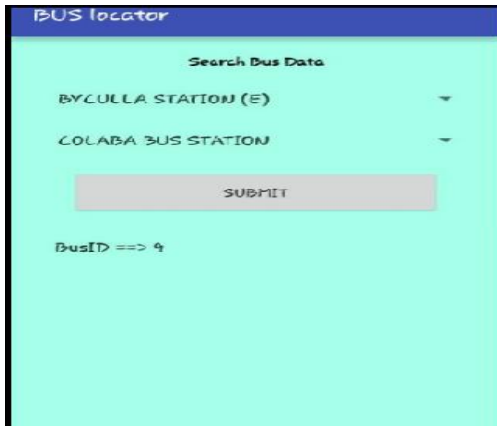 BUS locator
Search Bus Data
BYCULLA STATION (E)
COLABA BUS STATION
SUBMIT
BusID ==> 4